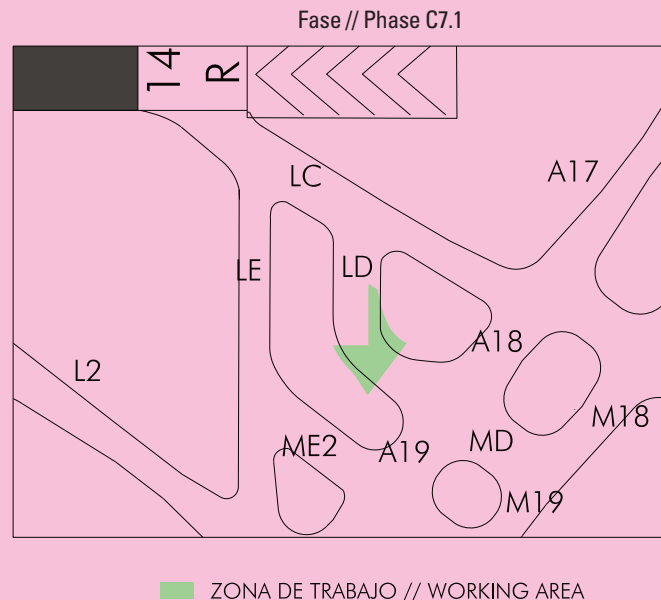 Fase // Phase C7.1
14 R
LC
A17
LE
LD
L2
A18
ME2
A19
MD
M18
M19
ZONA DE TRABAJO // WORKING AREA